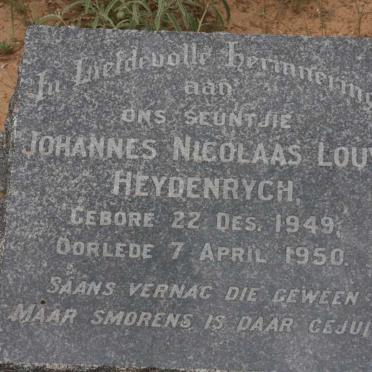 In Liefdevolle Herinnering
aan
ONS SEUNTJIE
JOHANNES NICOLAAS LOU
HEYDENRYCH,
GEBORE 22 DES. 1949,
OORLEDE 7 APRIL 1950.
SAANS VERNAG DIE GEWEEN
MAAR SMORENS IS DAAR GEJUI